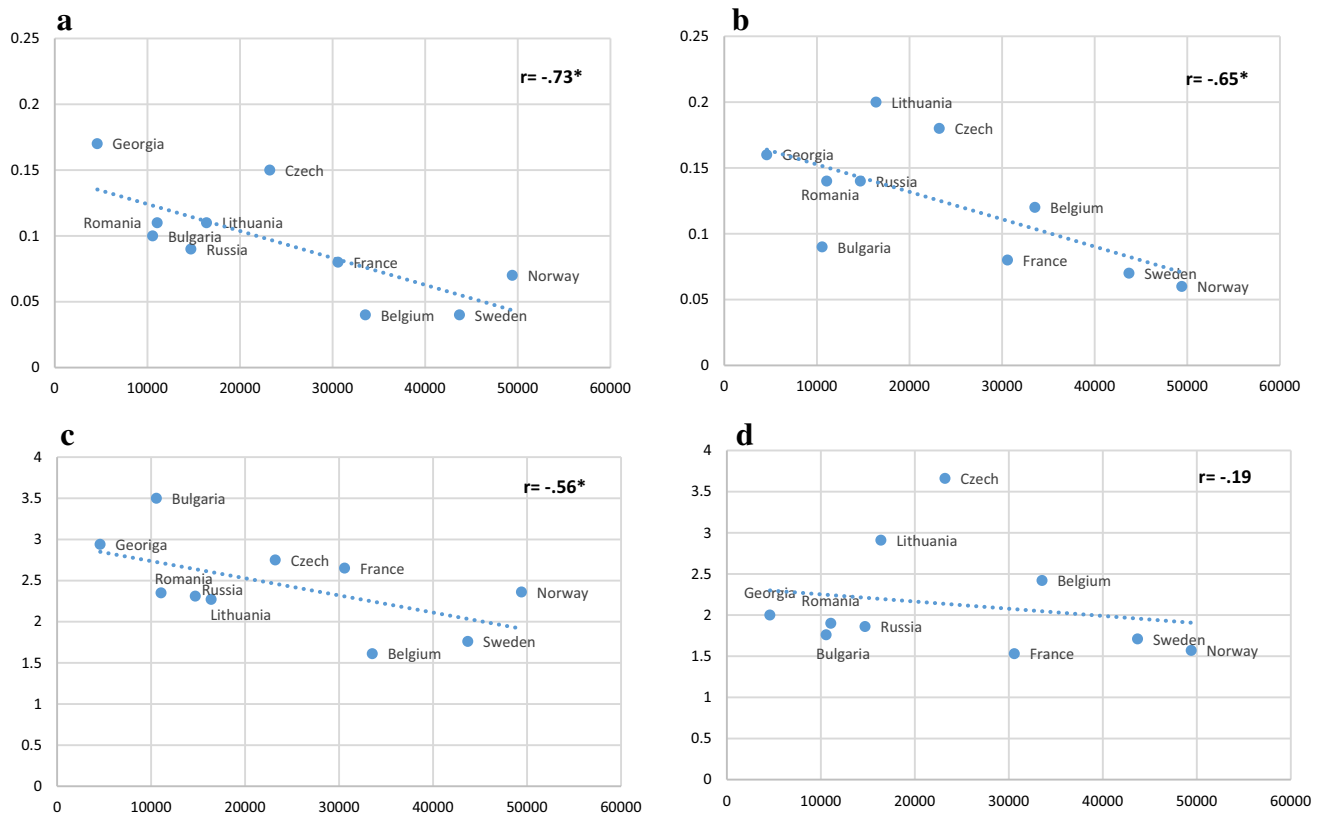 a
0.25
r= -.73*
0.2
Georgia
Czech
0.15
Romania
Lithuania
Bulgaria
Russia
0.1
France
Norway
0.05
Belgium
Sweden
0
0 10000 20000 30000 40000 50000 60000
b
0.25
r= -.65*
0.2
Lithuania
Czech
Georgia
0.15
Russia
Romania
Belgium
0.1
Bulgaria
France
Sweden
Norway
0.05
0
0 10000 20000 30000 40000 50000 60000
c
4
r= -.56*
3.5
Bulgaria
3
Georiga
Czech
France
2.5
Romania
Russia
Lithuania
Norway
2
Sweden
Belgium
1.5
1
0.5
0
0 10000 20000 30000 40000 50000 60000
d
4
r= -.19
Czech
3.5
3
Lithuania
2.5
Belgium
Georgia
Romania
2
Russia
Bulgaria
France
Sweden
Norway
1.5
1
0.5
0
0 10000 20000 30000 40000 50000 60000